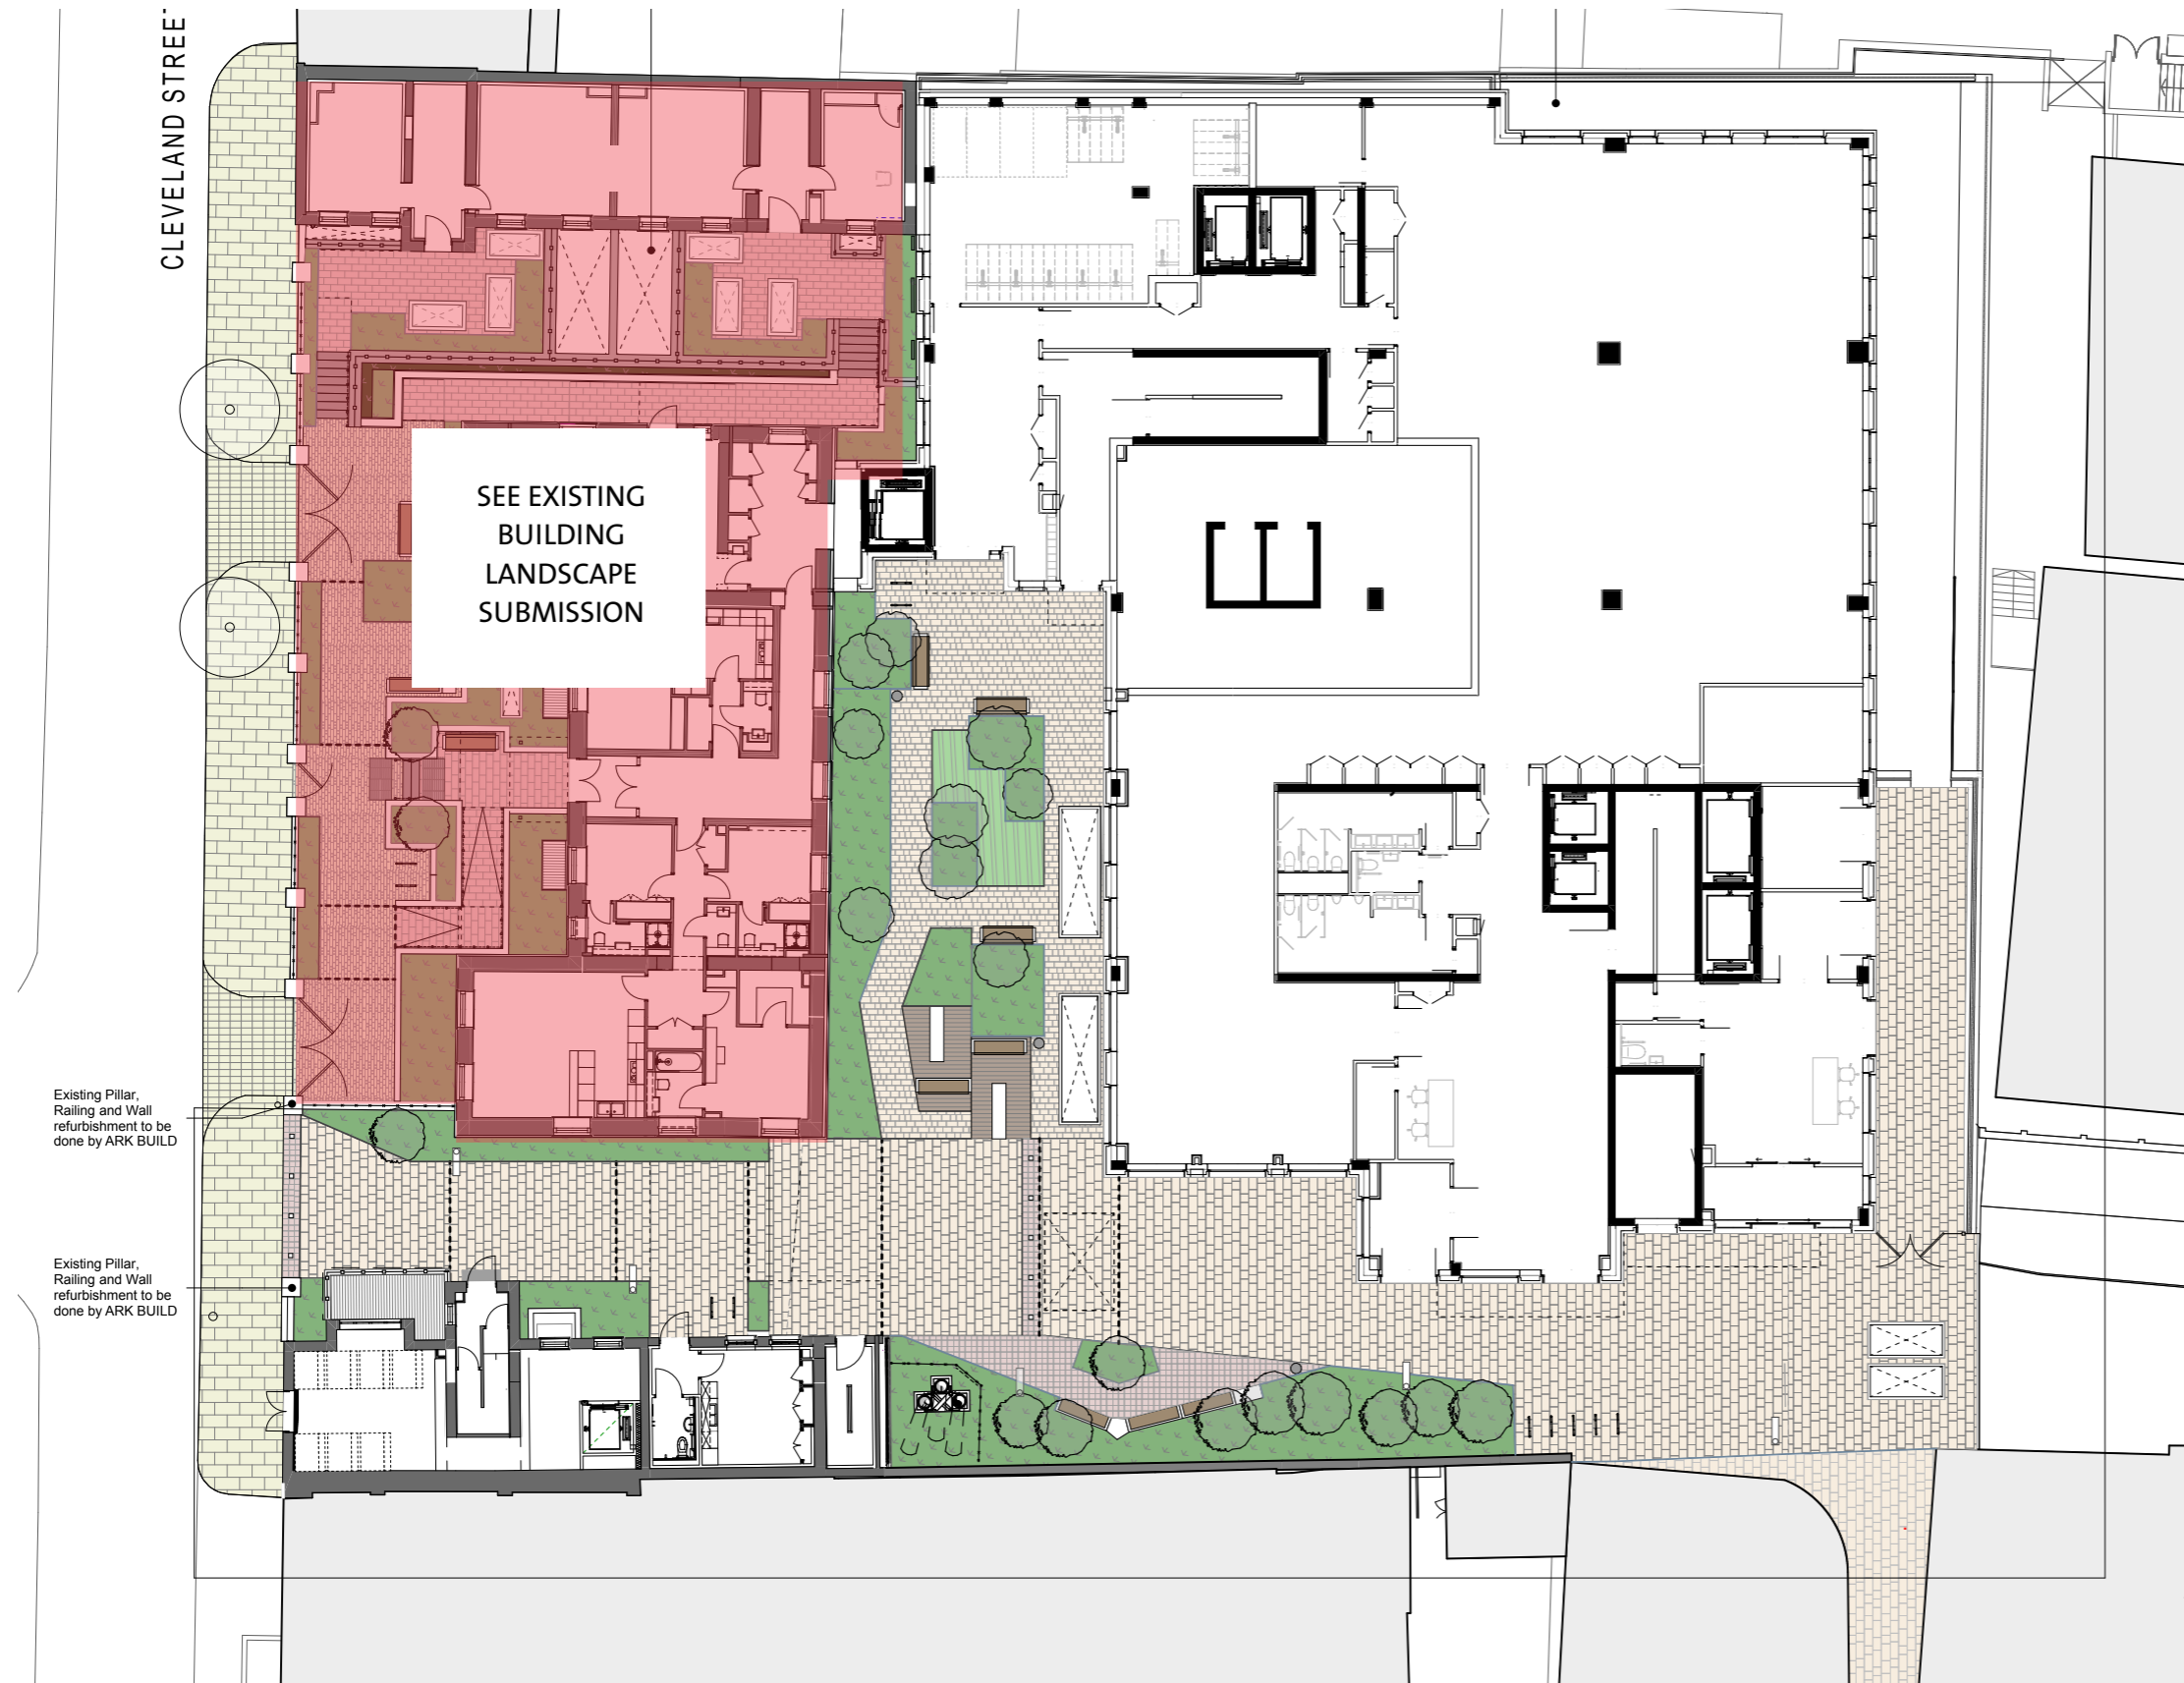 CLEVELAND STREET
SEE EXISTING
BUILDING
LANDSCAPE
SUBMISSION
Existing Pillar,
Railing and Wall
refurbishment to be
done by ARK BUILD
Existing Pillar,
Railing and Wall
refurbishment to be
done by ARK BUILD